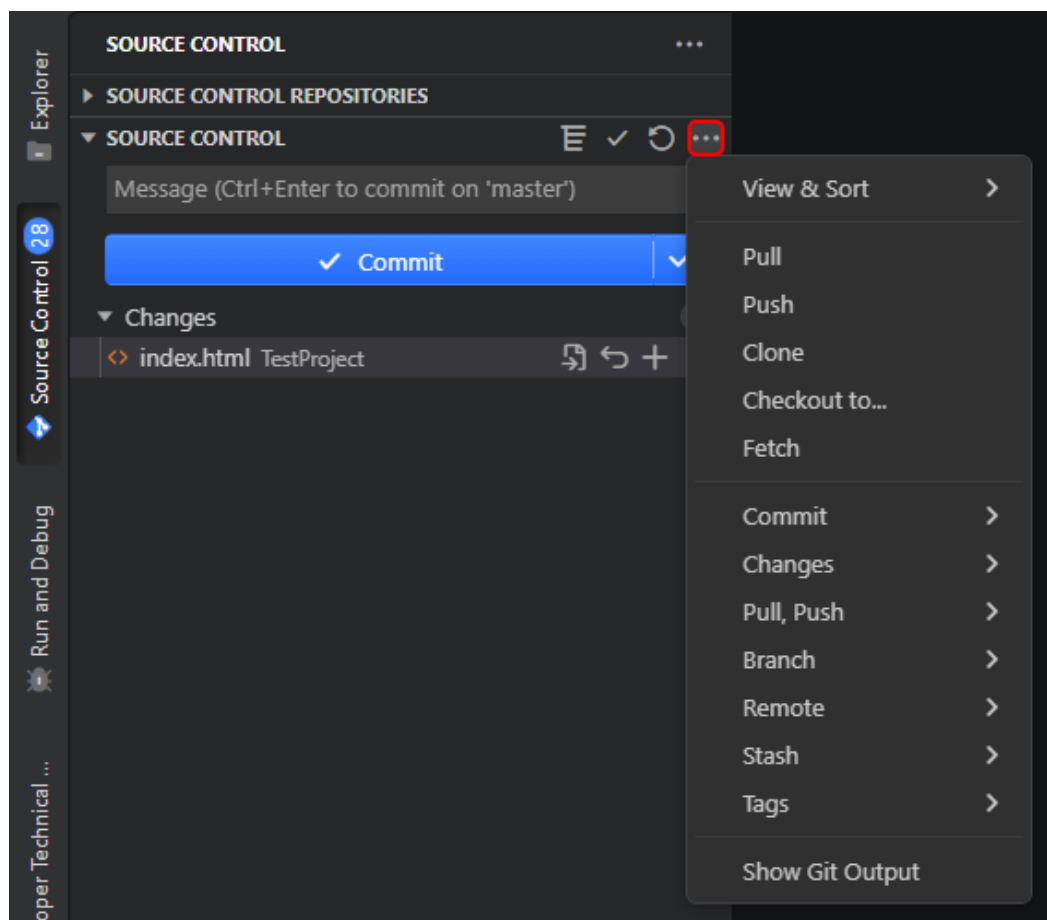 SOURCE CONTROL
SOURCE CONTROL REPOSITORIES
SOURCE CONTROL
Message (Ctrl+Enter to commit on 'master')
Commit
Changes
index.html TestProject
Explorer
Source Control 28
Run and Debug
oper Technical ...
View & Sort
Pull
Push
Clone
Checkout to...
Fetch
Commit
Changes
Pull, Push
Branch
Remote
Stash
Tags
Show Git Output